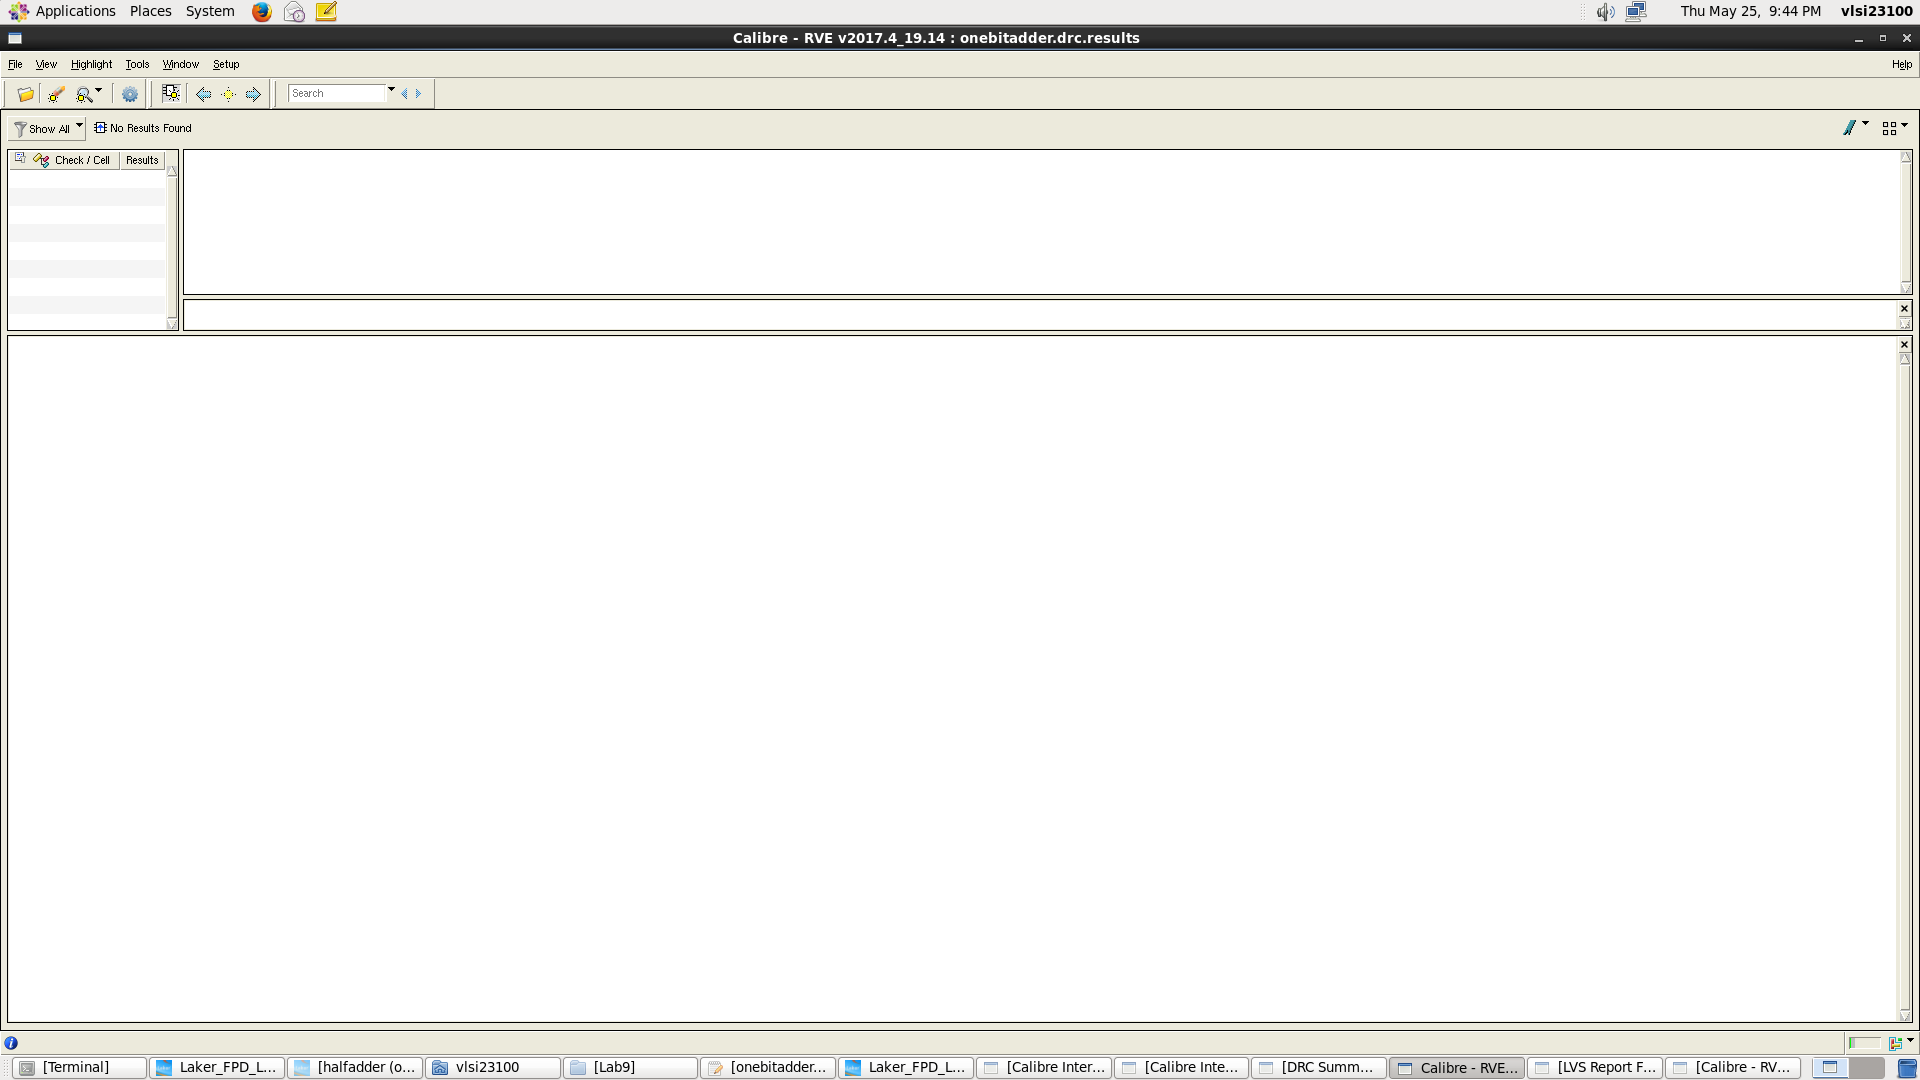 Applications Places System Thu May 25, 9:44 PM vlsi23100
Calibre - RVE v2017.4_19.14 : onebitadder.drc.results
File View Highlight Tools Window Setup Help
Search
Show All No Results Found
Check / Cell Results
[Terminal] Laker_FPD_L... [halfadder (o... vlsi23100 [Lab9] [onebitadder... Laker_FPD_L... [Calibre Inter... [Calibre Inte... [DRC Summ... Calibre - RVE... [LVS Report F... [Calibre - RV...